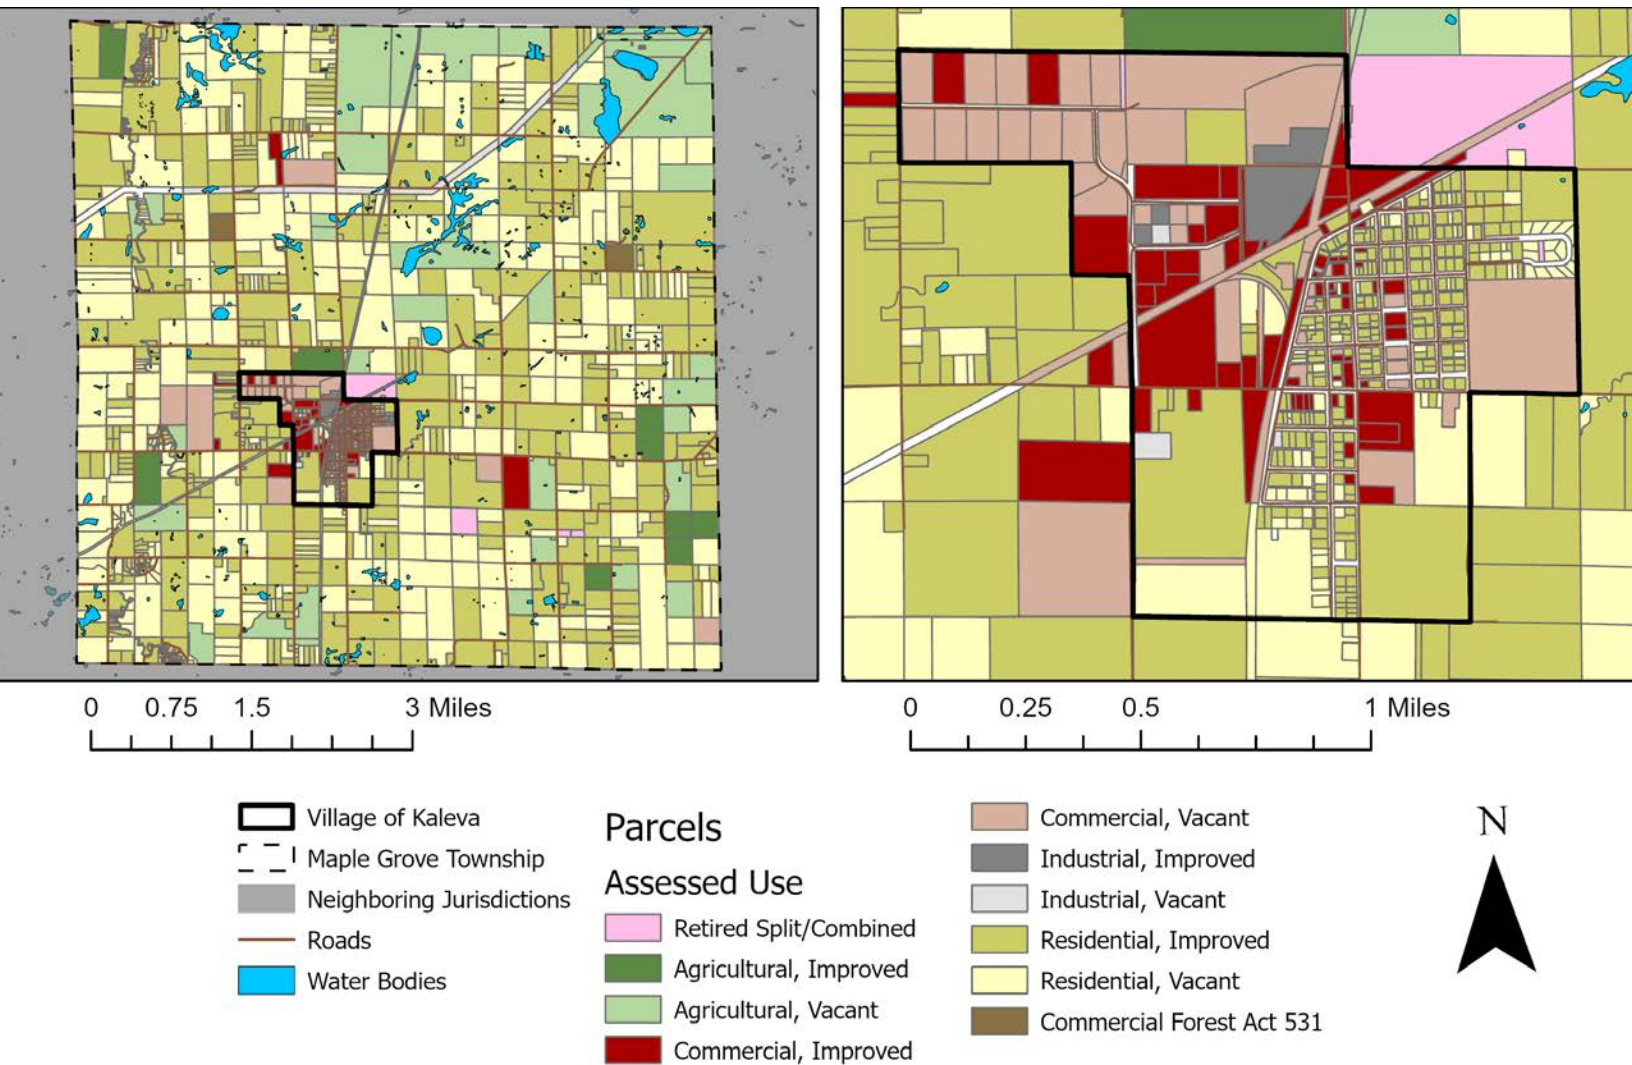 0 0.75 1.5 3 Miles
0 0.25 0.5 1 Miles
Village of Kaleva
Maple Grove Township
Neighboring Jurisdictions
Roads
Water Bodies
Parcels
Assessed Use
Retired Split/Combined
Agricultural, Improved
Agricultural, Vacant
Commercial, Improved
Commercial, Vacant
Industrial, Improved
Industrial, Vacant
Residential, Improved
Residential, Vacant
Commercial Forest Act 531
N